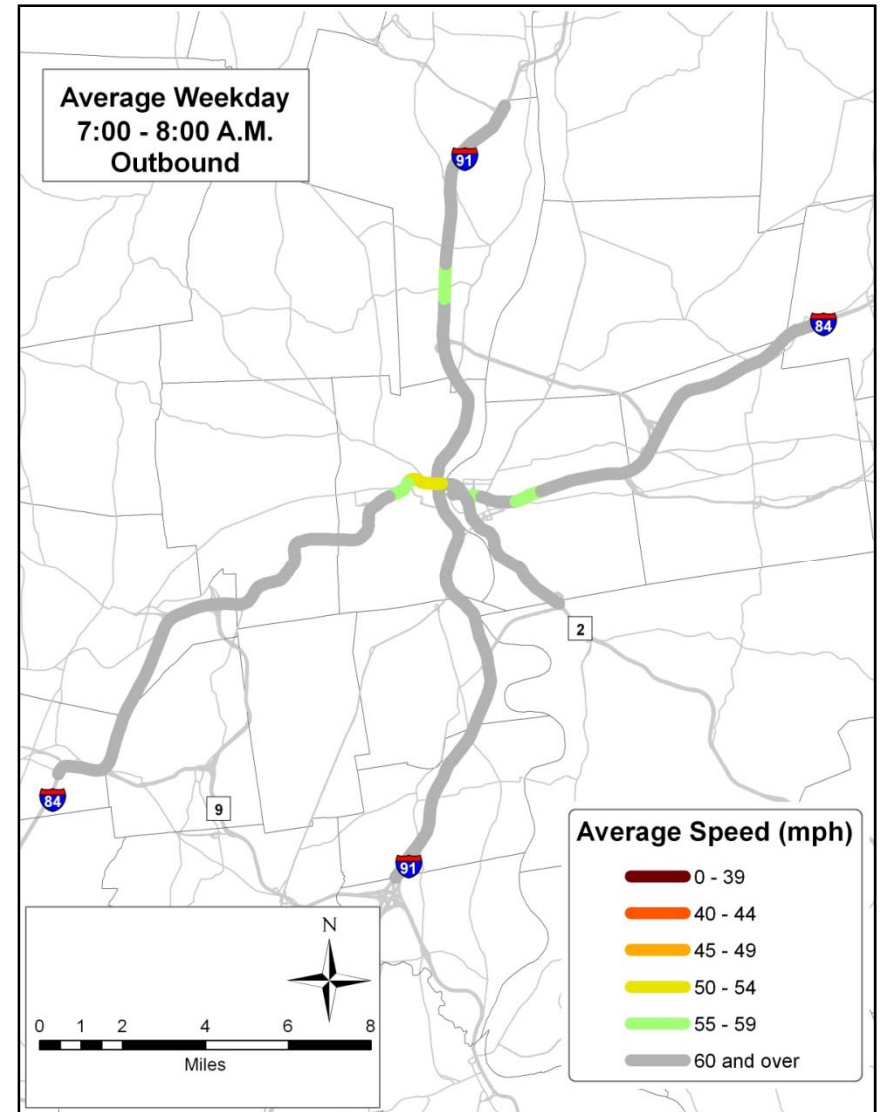 Average Weekday
7:00 - 8:00 A.M.
Outbound
91
84
2
84
9
91
N
0 1 2 4 6 8
Miles
Average Speed (mph)
0 - 39
40 - 44
45 - 49
50 - 54
55 - 59
60 and over